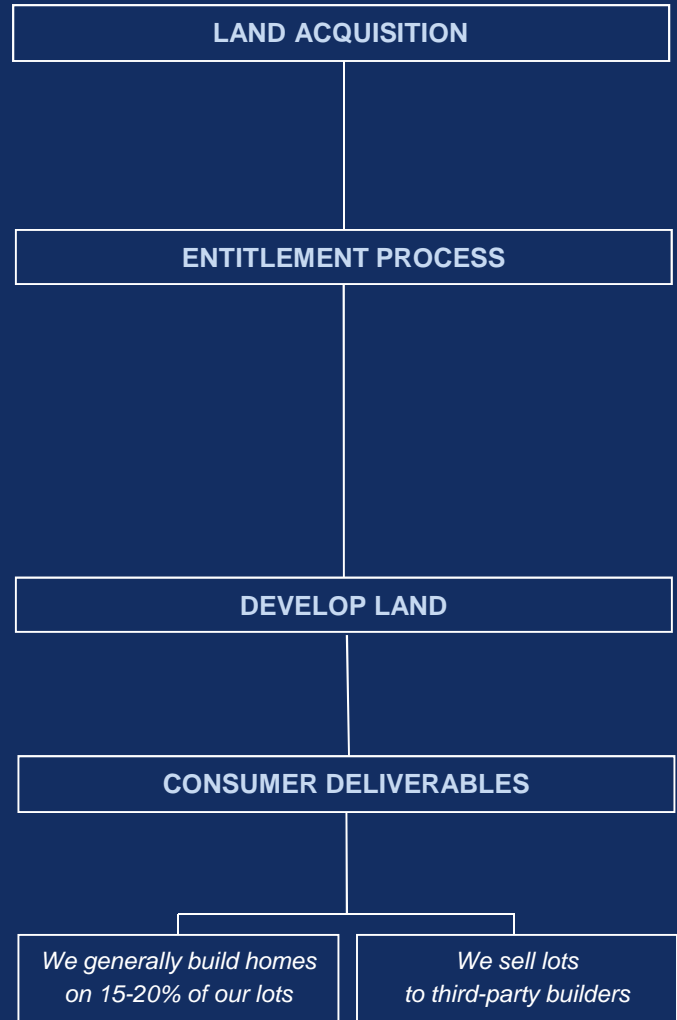 LAND ACQUISITION
ENTITLEMENT PROCESS
DEVELOP LAND
CONSUMER DELIVERABLES
We generally build homes
on 15-20% of our lots
We sell lots
to third-party builders